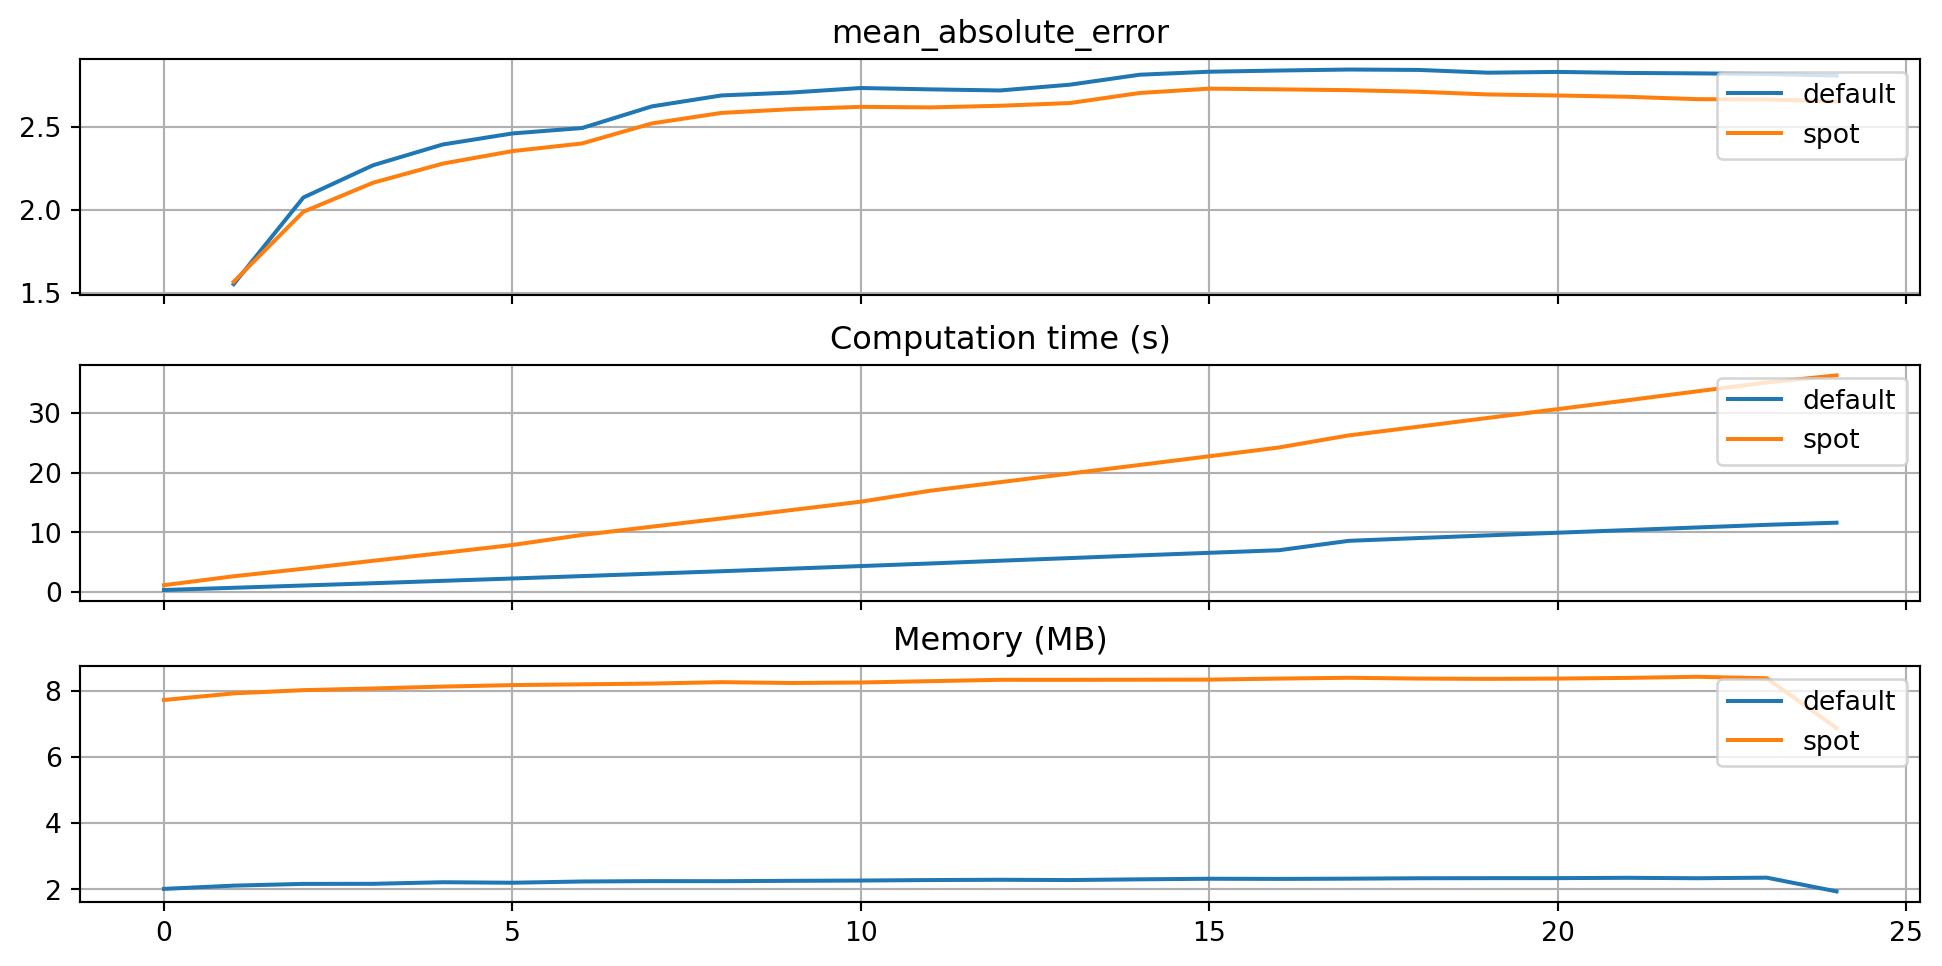 mean_absolute_error
2.5
2.0
1.5
default
spot
Computation time (s)
30
20
10
0
default
spot
Memory (MB)
8
6
4
2
default
spot
0 5 10 15 20 25